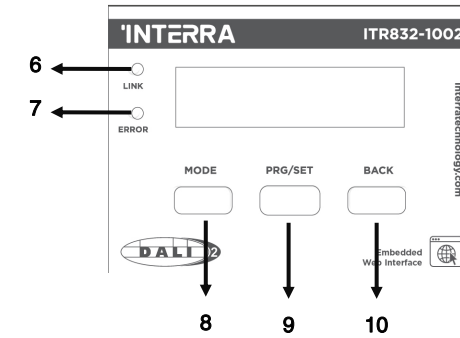 INTERRA ITR832-1002
6
LINK
7
ERROR
interratechnology.com
MODE PRG/SET BACK
DALI 2
Embedded
Web Interface
8 9 10